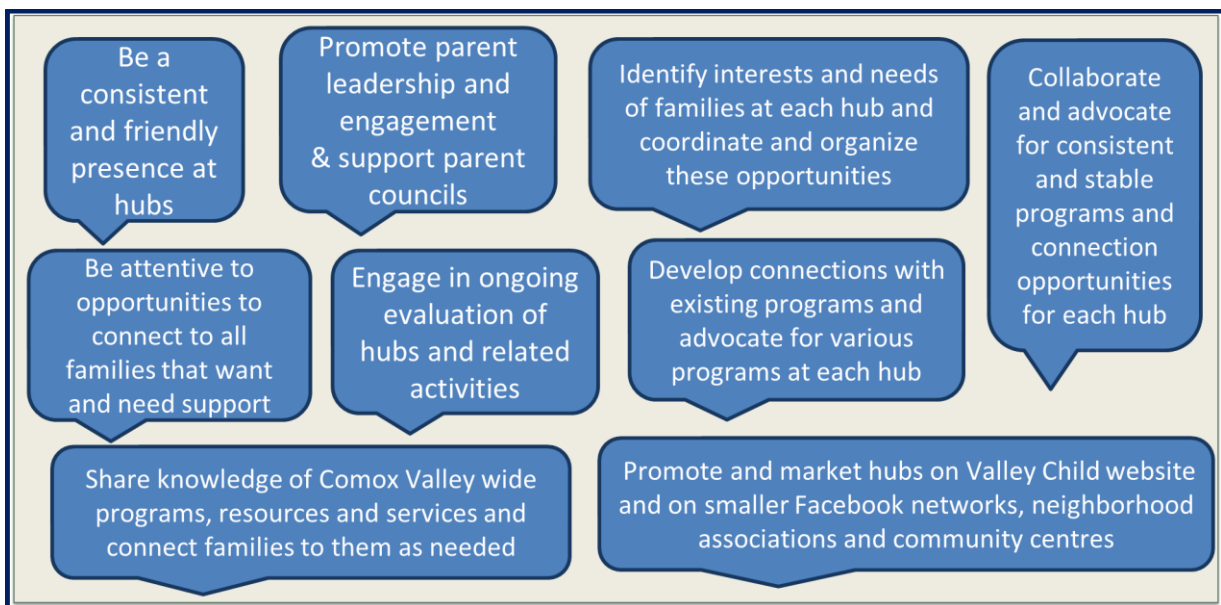 Be a
consistent
and friendly
presence at
hubs
Promote parent
leadership and
engagement
& support parent
councils
Identify interests and needs
of families at each hub and
coordinate and organize
these opportunities
Collaborate
and advocate
for consistent
and stable
programs and
connection
opportunities
for each hub
Be attentive to
opportunities to
connect to all
families that want
and need support
Engage in ongoing
evaluation of
hubs and related
activities
Develop connections with
existing programs and
advocate for various
programs at each hub
Share knowledge of Comox Valley wide
programs, resources and services and
connect families to them as needed
Promote and market hubs on Valley Child website
and on smaller Facebook networks, neighborhood
associations and community centres